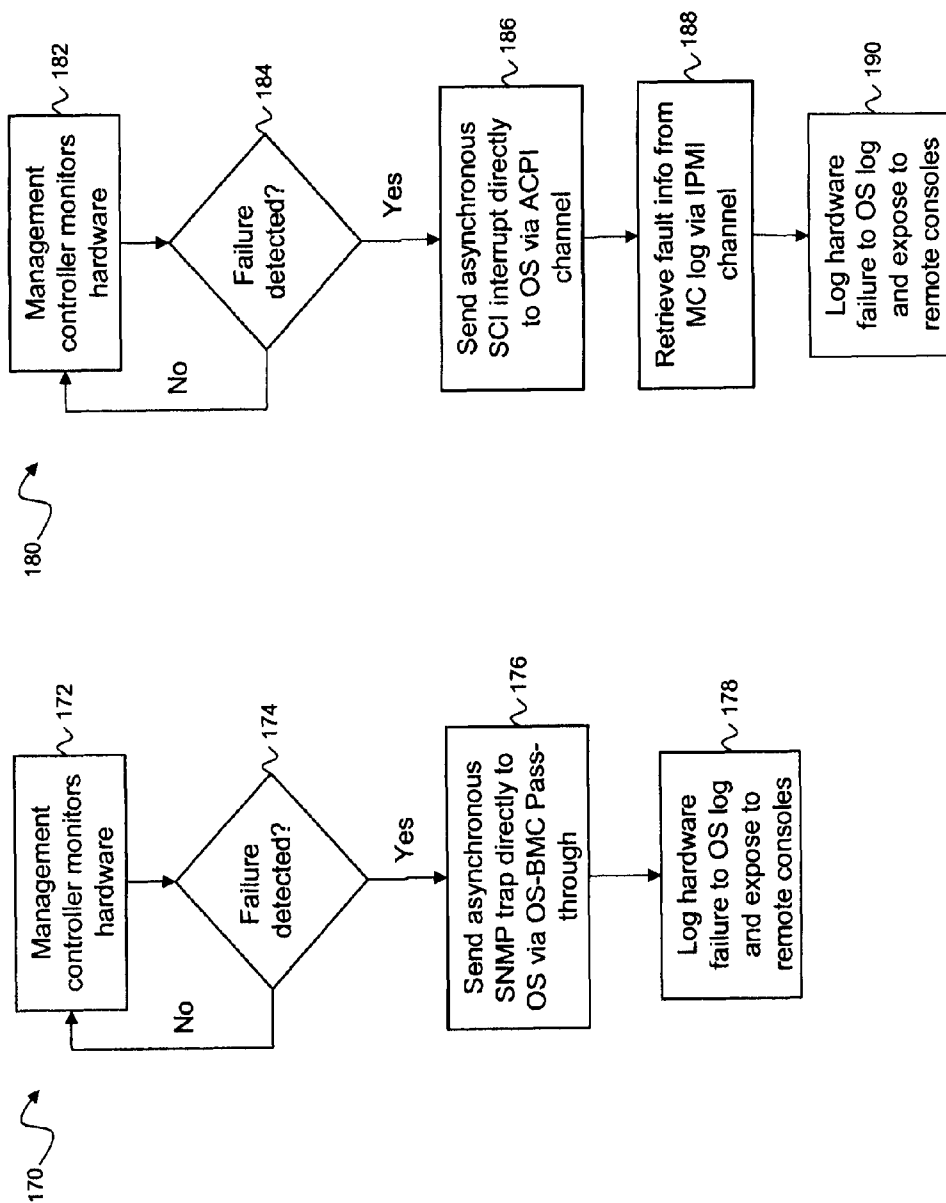 170
Management
controller monitors
hardware
172
Failure
detected?
174
No
Yes
Send asynchronous
SNMP trap directly to
OS via OS-BMC Pass-
through
176
Log hardware
failure to OS log
and expose to
remote consoles
178
180
Management
controller monitors
hardware
182
Failure
detected?
184
No
Yes
Send asynchronous
SCI interrupt directly
to OS via ACPI
channel
186
Retrieve fault info from
MC log via IPMI
channel
188
Log hardware
failure to OS log
and expose to
remote consoles
190